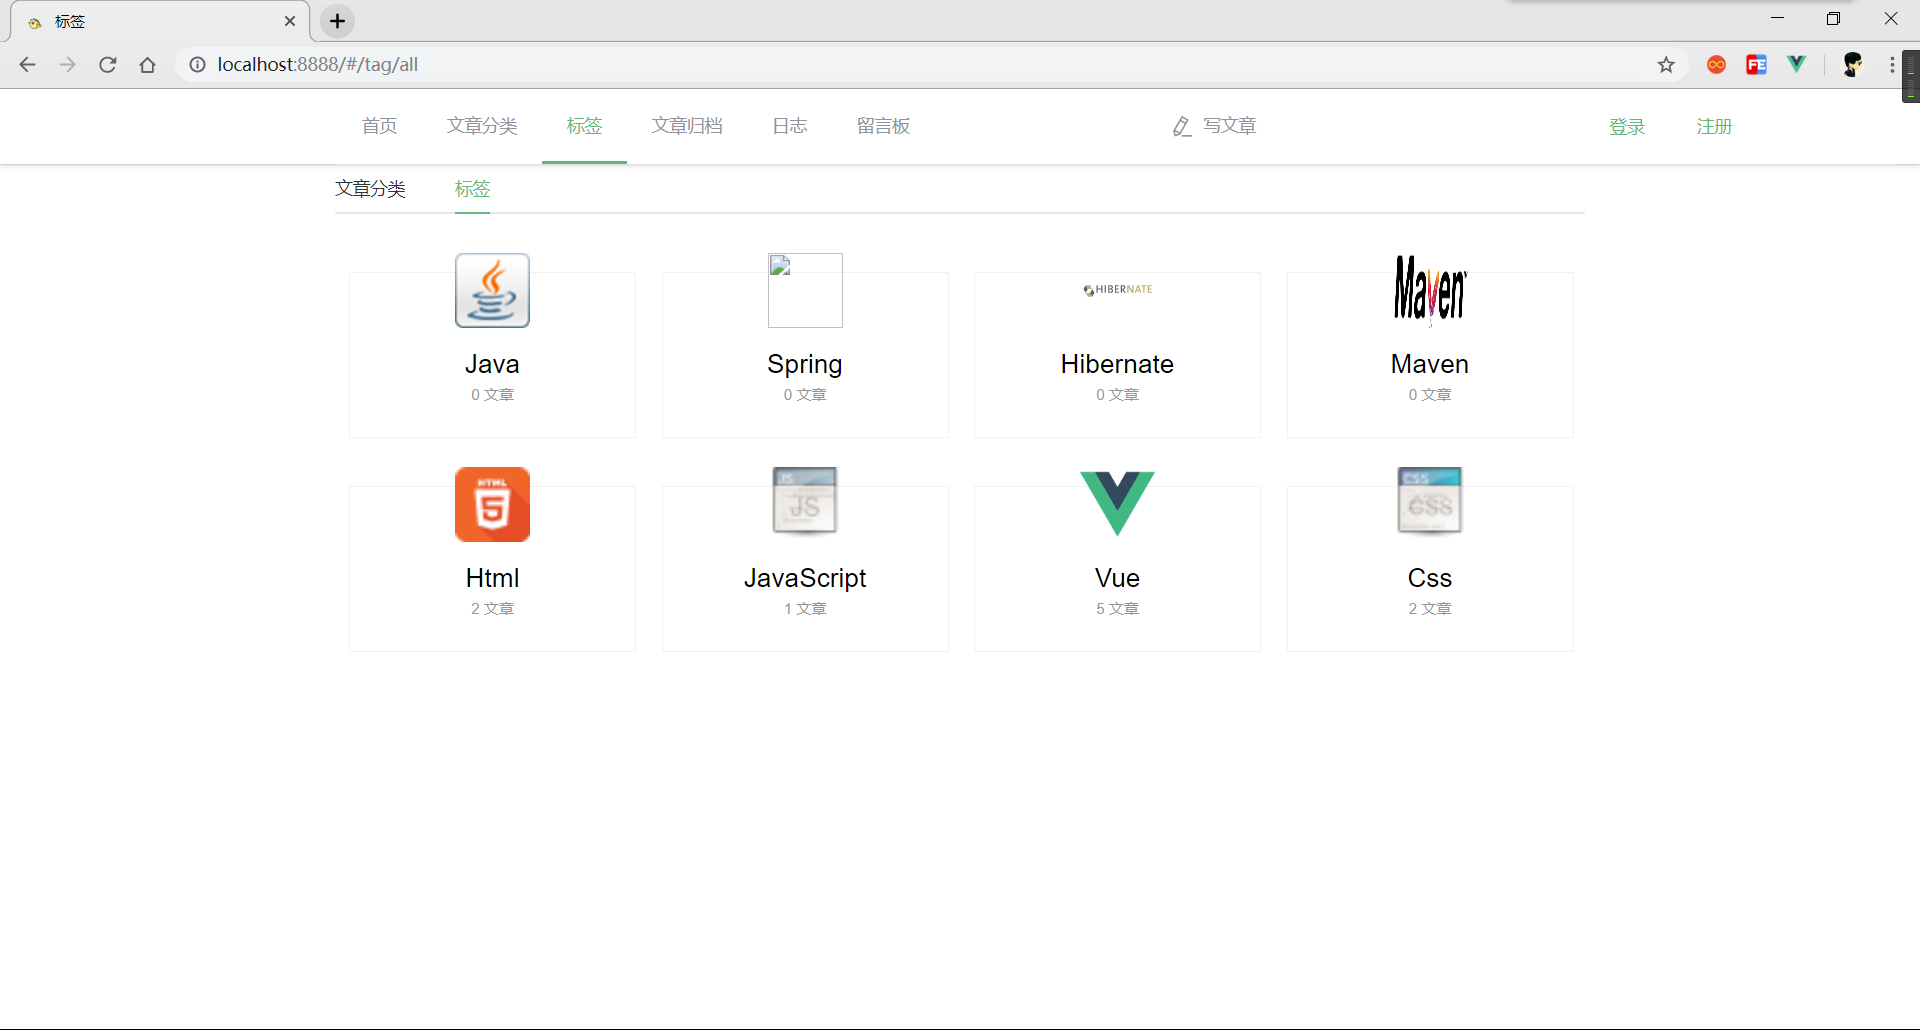 标签
localhost:8888/#/tag/all
FE
首页 文章分类 标签 文章归档 日志 留言板 写文章 登录 注册
文章分类 标签
HIBERNATE
Maven
Java Spring Hibernate Maven
0 文章 0 文章 0 文章 0 文章
HTML
5
JS
JS
CSS
CSS
Html JavaScript Vue Css
2 文章 1 文章 5 文章 2 文章